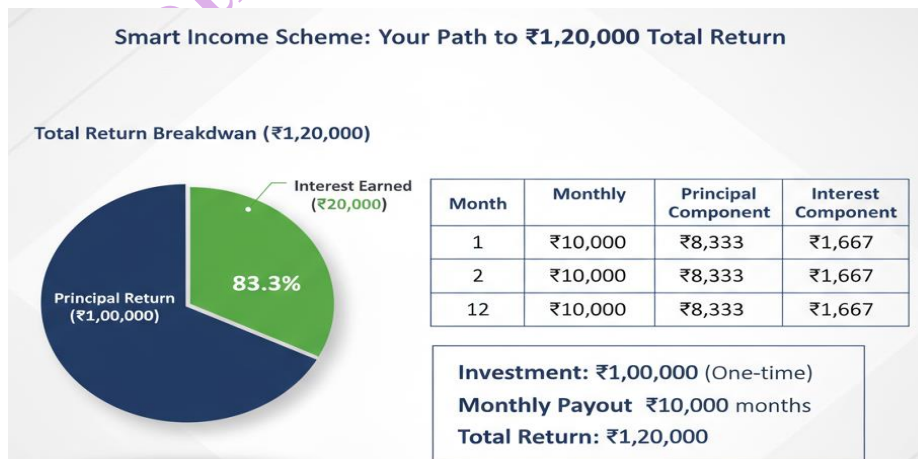 Smart Income Scheme: Your Path to ₹1,20,000 Total Return
Total Return Breakdwan (₹1,20,000)
Interest Earned
(₹20,000)
83.3%
Principal Return
(₹1,00,000)
Month Monthly Principal Component Interest Component
1 ₹10,000 ₹8,333 ₹1,667
2 ₹10,000 ₹8,333 ₹1,667
12 ₹10,000 ₹8,333 ₹1,667
Investment: ₹1,00,000 (One-time)
Monthly Payout ₹10,000 months
Total Return: ₹1,20,000